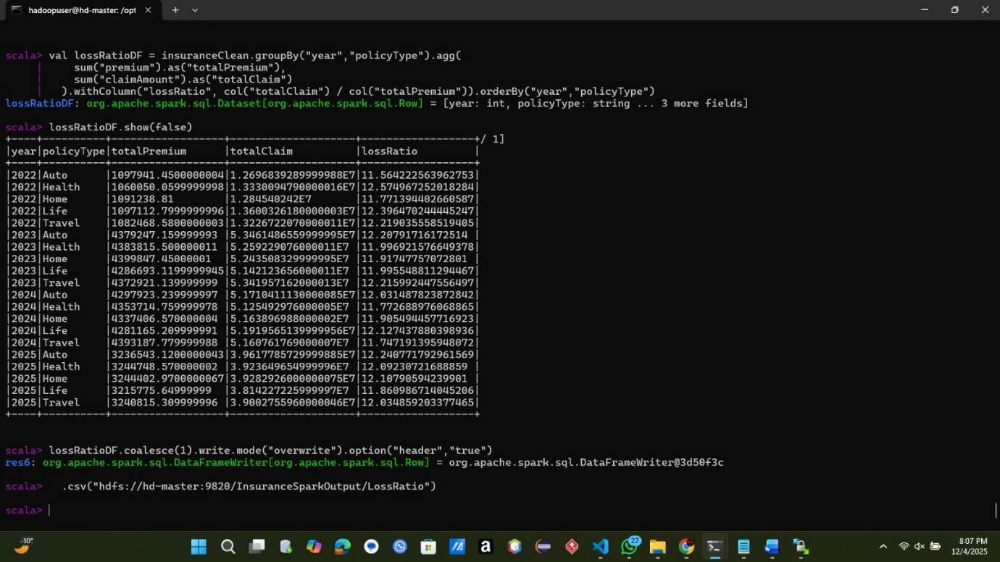 hadoopuser@hd-master: /opt
scala> val lossRatioDF = insuranceClean.groupBy("year","policyType").agg(
     |     sum("premium").as("totalPremium"),
     |     sum("claimAmount").as("totalClaim")
     |   ).withColumn("lossRatio", col("totalClaim") / col("totalPremium")).orderBy("year","policyType")
lossRatioDF: org.apache.spark.sql.Dataset[org.apache.spark.sql.Row] = [year: int, policyType: string ... 3 more fields]
scala> lossRatioDF.show(false)
+----+----------+------------------+--------------------+------------------+/ 1]
|year|policyType|totalPremium      |totalClaim          |lossRatio         |
+----+----------+------------------+--------------------+------------------+
|2022|Auto      |1097941.4500000004|1.2696839289999988E7|11.564222563962753|
|2022|Health    |1060050.0599999998|1.3330094790000016E7|12.574967252018284|
|2022|Home      |1091238.81        |1.284540242E7       |11.771394402660587|
|2022|Life      |1097112.7999999996|1.3600326180000003E7|12.396470244445247|
|2022|Travel    |1082468.5800000003|1.3226722070000011E7|12.219035558519405|
|2023|Auto      |4379247.159999993 |5.3461486559999995E7|12.20791716172514 |
|2023|Health    |4383815.500000011 |5.259229076000011E7 |11.996921576649378|
|2023|Home      |4399847.45000001  |5.243508329999995E7 |11.91747757072801 |
|2023|Life      |4286693.1199999945|5.142123656000011E7 |11.995548811294467|
|2023|Travel    |4372921.139999999 |5.341957162000013E7 |12.215992447556497|
|2024|Auto      |4297923.239999997 |5.1710411130000085E7|12.031487823872842|
|2024|Health    |4353714.759999978 |5.125492976000005E7 |11.772688976068865|
|2024|Home      |4337406.570000004 |5.163896988000002E7 |11.905494457716923|
|2024|Life      |4281165.209999991 |5.1919565139999956E7|12.127437880398936|
|2024|Travel    |4393187.779999988 |5.160761769000007E7 |11.747191395948072|
|2025|Auto      |3236543.1200000043|3.9617785729999885E7|12.240771792961569|
|2025|Health    |3244748.570000002 |3.923649654999996E7 |12.09230721688859 |
|2025|Home      |3244402.9700000067|3.9282926000000075E7|12.10790594239901 |
|2025|Life      |3215775.64999999  |3.814227225999997E7 |11.860986714045206|
|2025|Travel    |3240815.309999996 |3.9002755960000046E7|12.034859203377465|
+----+----------+------------------+--------------------+------------------+
scala> lossRatioDF.coalesce(1).write.mode("overwrite").option("header","true")
res6: org.apache.spark.sql.DataFrameWriter[org.apache.spark.sql.Row] = org.apache.spark.sql.DataFrameWriter@3d50f3c
scala>   .csv("hdfs://hd-master:9820/InsuranceSparkOutput/LossRatio")
scala>
-10°
27
8:07 PM
12/4/2025